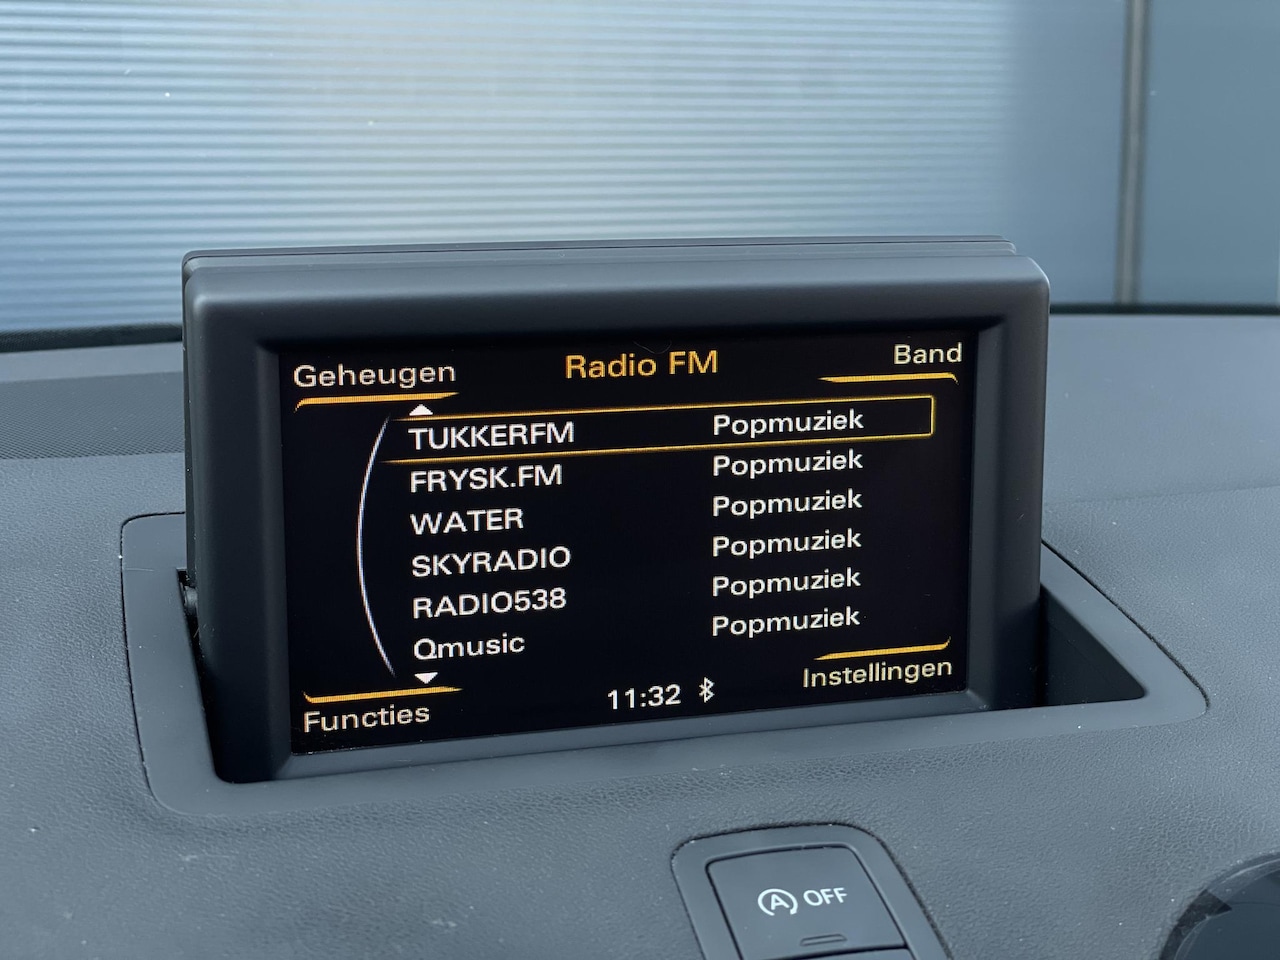 Geheugen Radio FM Band
TUKKERFM Popmuziek
FRYSK.FM Popmuziek
WATER Popmuziek
SKYRADIO Popmuziek
RADIO538 Popmuziek
Qmusic Popmuziek
Functies 11:32 Instellingen
A OFF